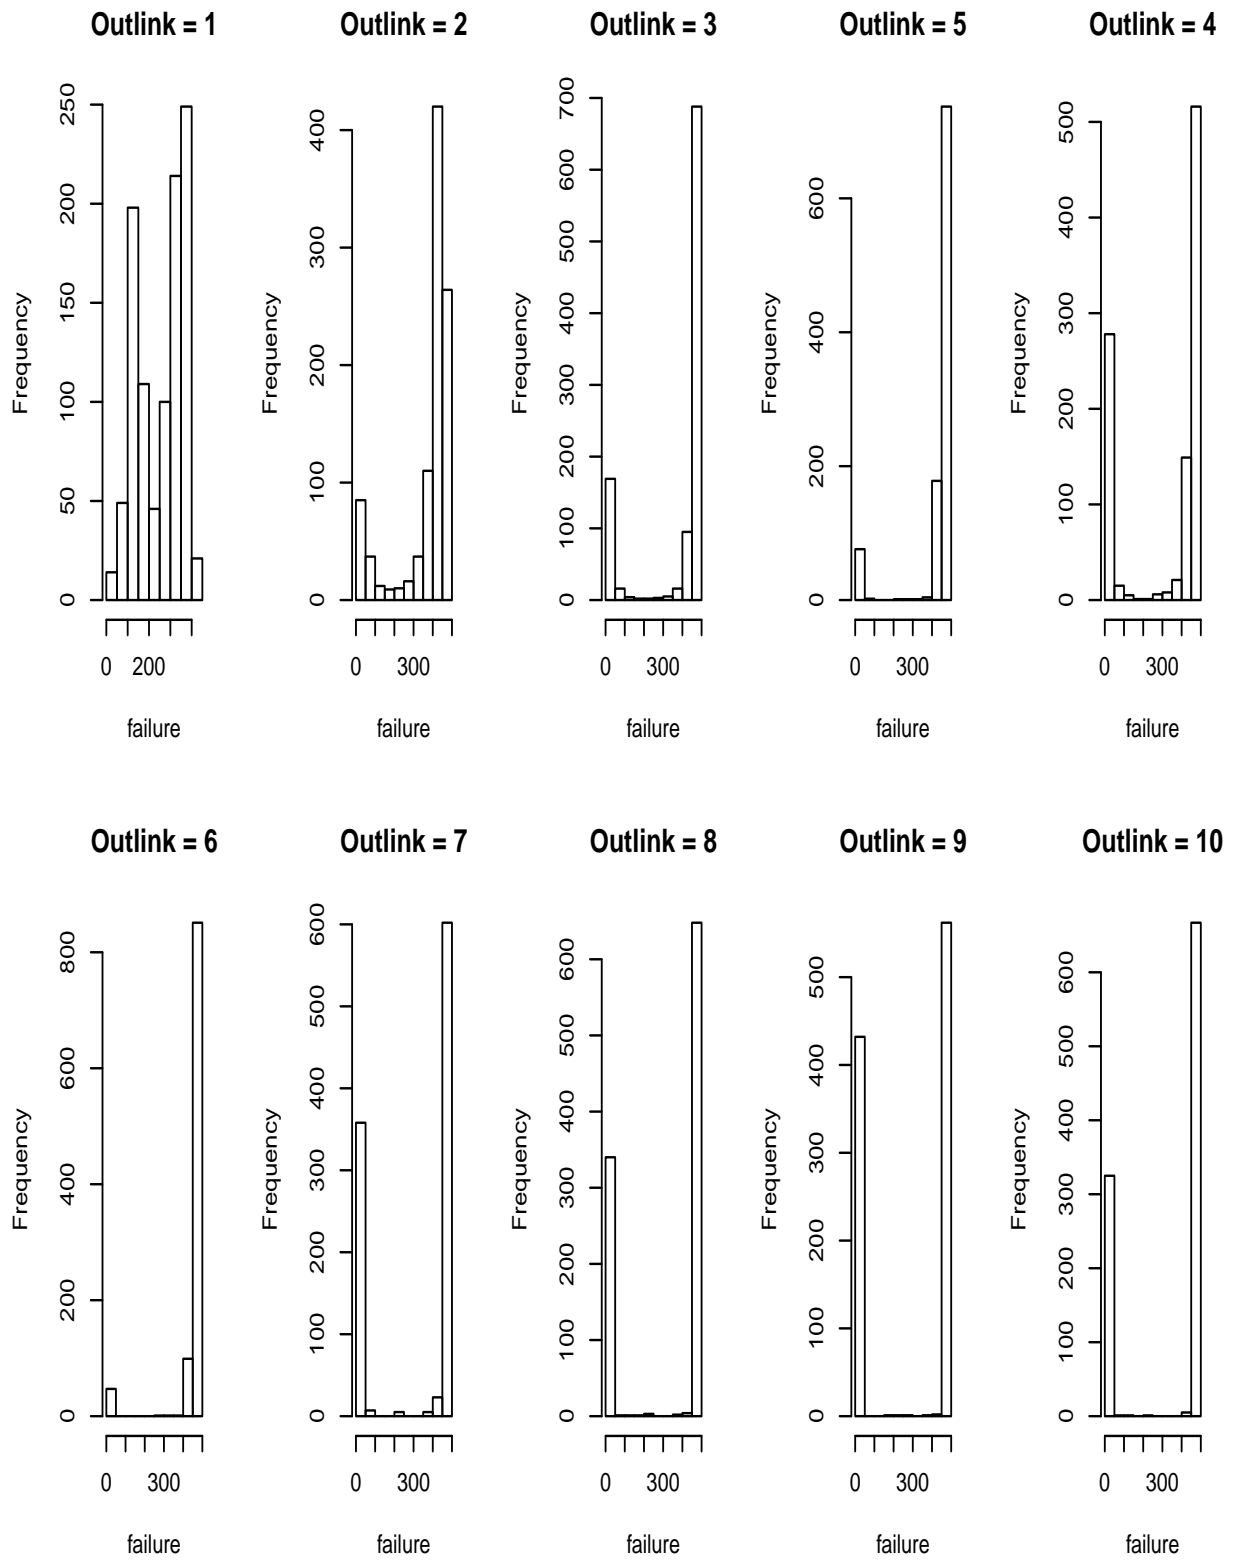 Outlink = 1
250
200
150
100
50
0
Frequency
0 200
failure
Outlink = 2
400
300
200
100
0
Frequency
0 300
failure
Outlink = 3
700
600
500
400
300
200
100
0
Frequency
0 300
failure
Outlink = 5
600
400
200
0
Frequency
0 300
failure
Outlink = 4
500
400
300
200
100
0
Frequency
0 300
failure
Outlink = 6
800
600
400
200
0
Frequency
0 300
failure
Outlink = 7
600
500
400
300
200
100
0
Frequency
0 300
failure
Outlink = 8
600
500
400
300
200
100
0
Frequency
0 300
failure
Outlink = 9
500
400
300
200
100
0
Frequency
0 300
failure
Outlink = 10
600
500
400
300
200
100
0
Frequency
0 300
failure